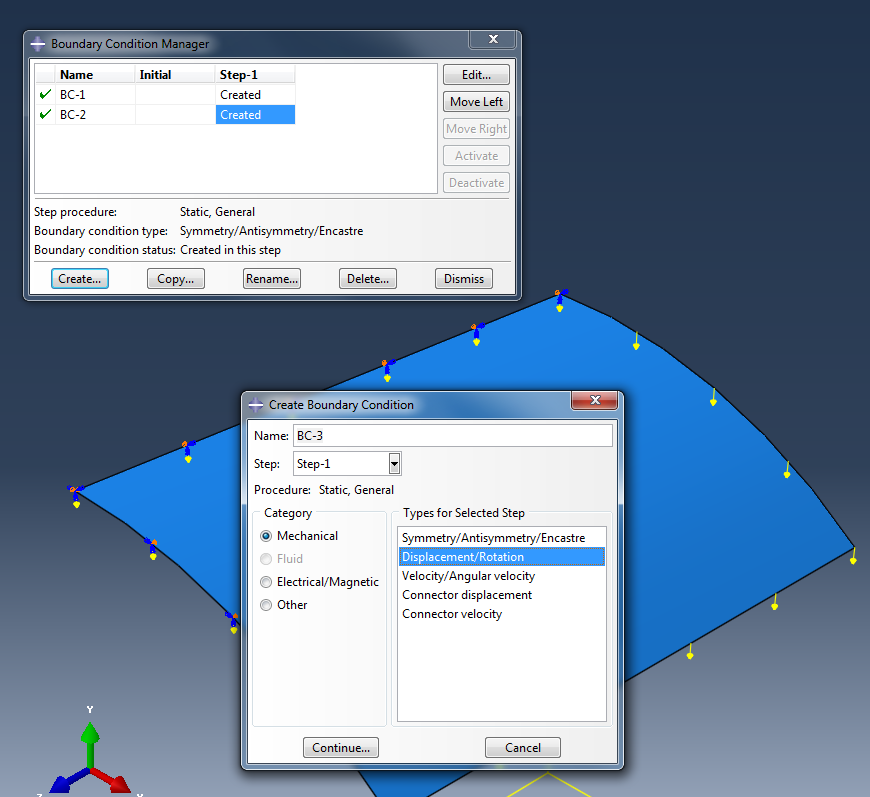 Boundary Condition Manager
Name Initial Step-1
BC-1 Created
BC-2 Created
Edit...
Move Left
Move Right
Activate
Deactivate
Step procedure: Static, General
Boundary condition type: Symmetry/Antisymmetry/Encastre
Boundary condition status: Created in this step
Create... Copy... Rename... Delete... Dismiss
Create Boundary Condition
Name: BC-3
Step: Step-1
Procedure: Static, General
Category
Mechanical
Fluid
Electrical/Magnetic
Other
Types for Selected Step
Symmetry/Antisymmetry/Encastre
Displacement/Rotation
Velocity/Angular velocity
Connector displacement
Connector velocity
Continue... Cancel
Y